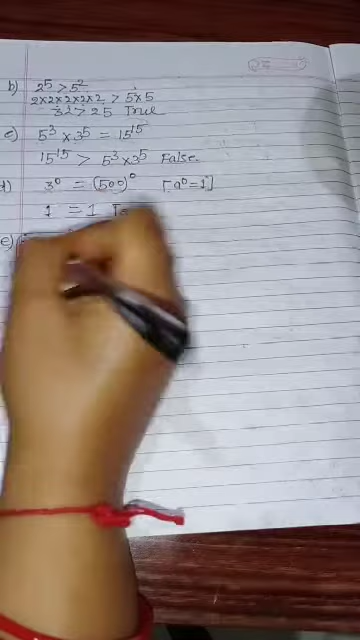 b) 2⁵ > 5²
2×2×2×2×2 > 5×5
32 > 25 True
c) 5³ × 3⁵ = 15¹⁵
15¹⁵ > 5³×3⁵ False.
d) 3⁰ = (500)⁰ [a⁰=1]
1 = 1
e)